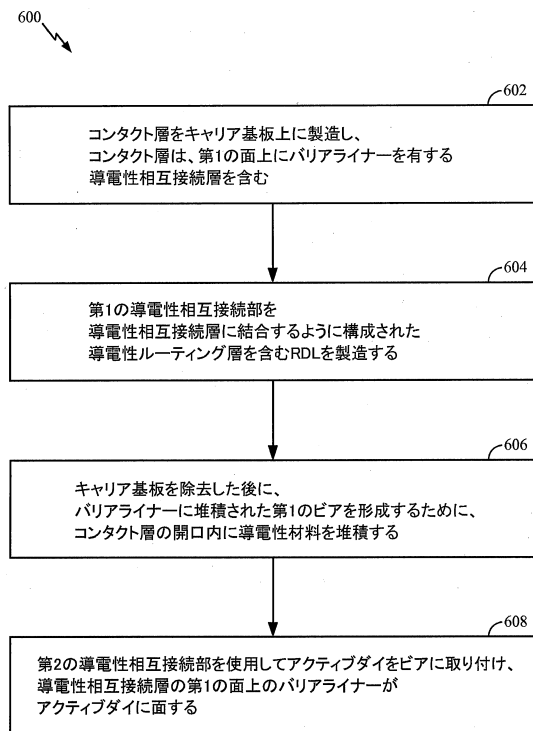 600
602
コンタクト層をキャリア基板上に製造し、
コンタクト層は、第1の面上にバリアライナーを有する
導電性相互接続層を含む
604
第1の導電性相互接続部を
導電性相互接続層に結合するように構成された
導電性ルーティング層を含むRDLを製造する
606
キャリア基板を除去した後に、
バリアライナーに堆積された第1のビアを形成するために、
コンタクト層の開口内に導電性材料を堆積する
608
第2の導電性相互接続部を使用してアクティブダイをビアに取り付け、
導電性相互接続層の第1の面上のバリアライナーが
アクティブダイに面する